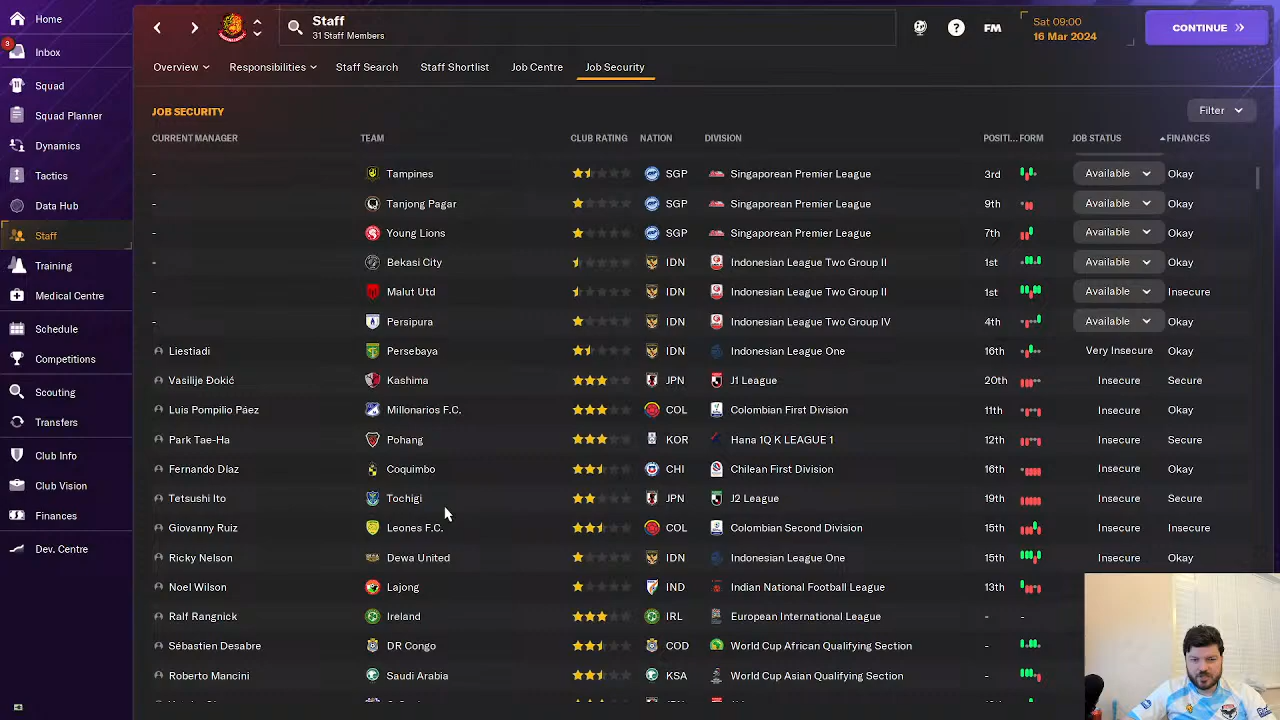 Home
Staff
31 Staff Members
FM
Sat 09:00
16 Mar 2024
CONTINUE
3
Inbox
Squad
Squad Planner
Dynamics
Tactics
Data Hub
Staff
Training
Medical Centre
Schedule
Competitions
Scouting
Transfers
Club Info
Club Vision
Finances
Dev. Centre
Overview
Responsibilities
Staff Search
Staff Shortlist
Job Centre
Job Security
JOB SECURITY
Filter
CURRENT MANAGER TEAM CLUB RATING NATION DIVISION POSITI... FORM JOB STATUS FINANCES
- Tampines SGP Singaporean Premier League 3rd Available Okay
- Tanjong Pagar SGP Singaporean Premier League 9th Available Okay
- Young Lions SGP Singaporean Premier League 7th Available Okay
- Bekasi City IDN Indonesian League Two Group II 1st Available Okay
- Malut Utd IDN Indonesian League Two Group II 1st Available Insecure
- Persipura IDN Indonesian League Two Group IV 4th Available Okay
Liestiadi Persebaya IDN Indonesian League One 16th Very Insecure Okay
Vasilije Đokić Kashima JPN J1 League 20th Insecure Secure
Luis Pompilio Páez Millonarios F.C. COL Colombian First Division 11th Insecure Okay
Park Tae-Ha Pohang KOR Hana 1Q K LEAGUE 1 12th Insecure Secure
Fernando Díaz Coquimbo CHI Chilean First Division 16th Insecure Okay
Tetsushi Ito Tochigi JPN J2 League 19th Insecure Secure
Giovanny Ruiz Leones F.C. COL Colombian Second Division 15th Insecure Insecure
Ricky Nelson Dewa United IDN Indonesian League One 15th Insecure Okay
Noel Wilson Lajong IND Indian National Football League 13th Insecure Okay
Ralf Rangnick Ireland IRL European International League - -
Sébastien Desabre DR Congo COD World Cup African Qualifying Section -
Roberto Mancini Saudi Arabia KSA World Cup Asian Qualifying Section -